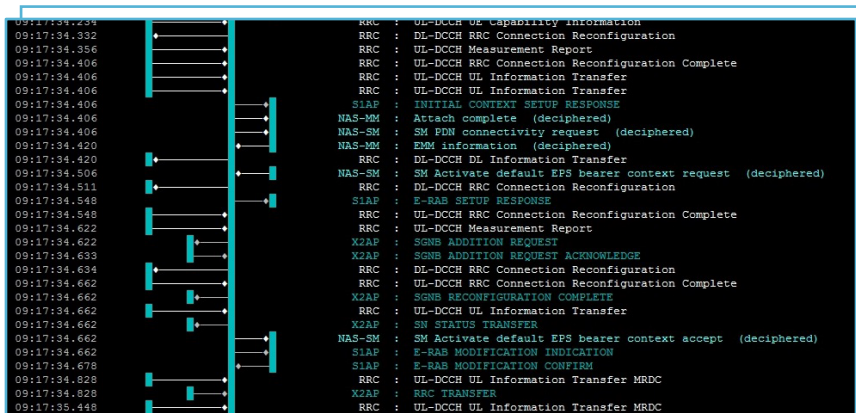 09:17:34.234 RRC : UL-DCCH UE Capability Information
09:17:34.332 RRC : DL-DCCH RRC Connection Reconfiguration
09:17:34.356 RRC : UL-DCCH Measurement Report
09:17:34.406 RRC : UL-DCCH RRC Connection Reconfiguration Complete
09:17:34.406 RRC : UL-DCCH UL Information Transfer
09:17:34.406 RRC : UL-DCCH UL Information Transfer
09:17:34.406 S1AP : INITIAL CONTEXT SETUP RESPONSE
09:17:34.406 NAS-MM : Attach complete (deciphered)
09:17:34.406 NAS-SM : SM PDN connectivity request (deciphered)
09:17:34.420 NAS-MM : EMM information (deciphered)
09:17:34.420 RRC : DL-DCCH DL Information Transfer
09:17:34.506 NAS-SM : SM Activate default EPS bearer context request (deciphered)
09:17:34.511 RRC : DL-DCCH RRC Connection Reconfiguration
09:17:34.548 S1AP : E-RAB SETUP RESPONSE
09:17:34.548 RRC : UL-DCCH RRC Connection Reconfiguration Complete
09:17:34.622 RRC : UL-DCCH Measurement Report
09:17:34.622 X2AP : SGNB ADDITION REQUEST
09:17:34.633 X2AP : SGNB ADDITION REQUEST ACKNOWLEDGE
09:17:34.634 RRC : DL-DCCH RRC Connection Reconfiguration
09:17:34.662 RRC : UL-DCCH RRC Connection Reconfiguration Complete
09:17:34.662 X2AP : SGNB RECONFIGURATION COMPLETE
09:17:34.662 RRC : UL-DCCH UL Information Transfer
09:17:34.662 X2AP : SN STATUS TRANSFER
09:17:34.662 NAS-SM : SM Activate default EPS bearer context accept (deciphered)
09:17:34.662 S1AP : E-RAB MODIFICATION INDICATION
09:17:34.678 S1AP : E-RAB MODIFICATION CONFIRM
09:17:34.828 RRC : UL-DCCH UL Information Transfer MRDC
09:17:34.828 X2AP : RRC TRANSFER
09:17:35.448 RRC : UL-DCCH UL Information Transfer MRDC